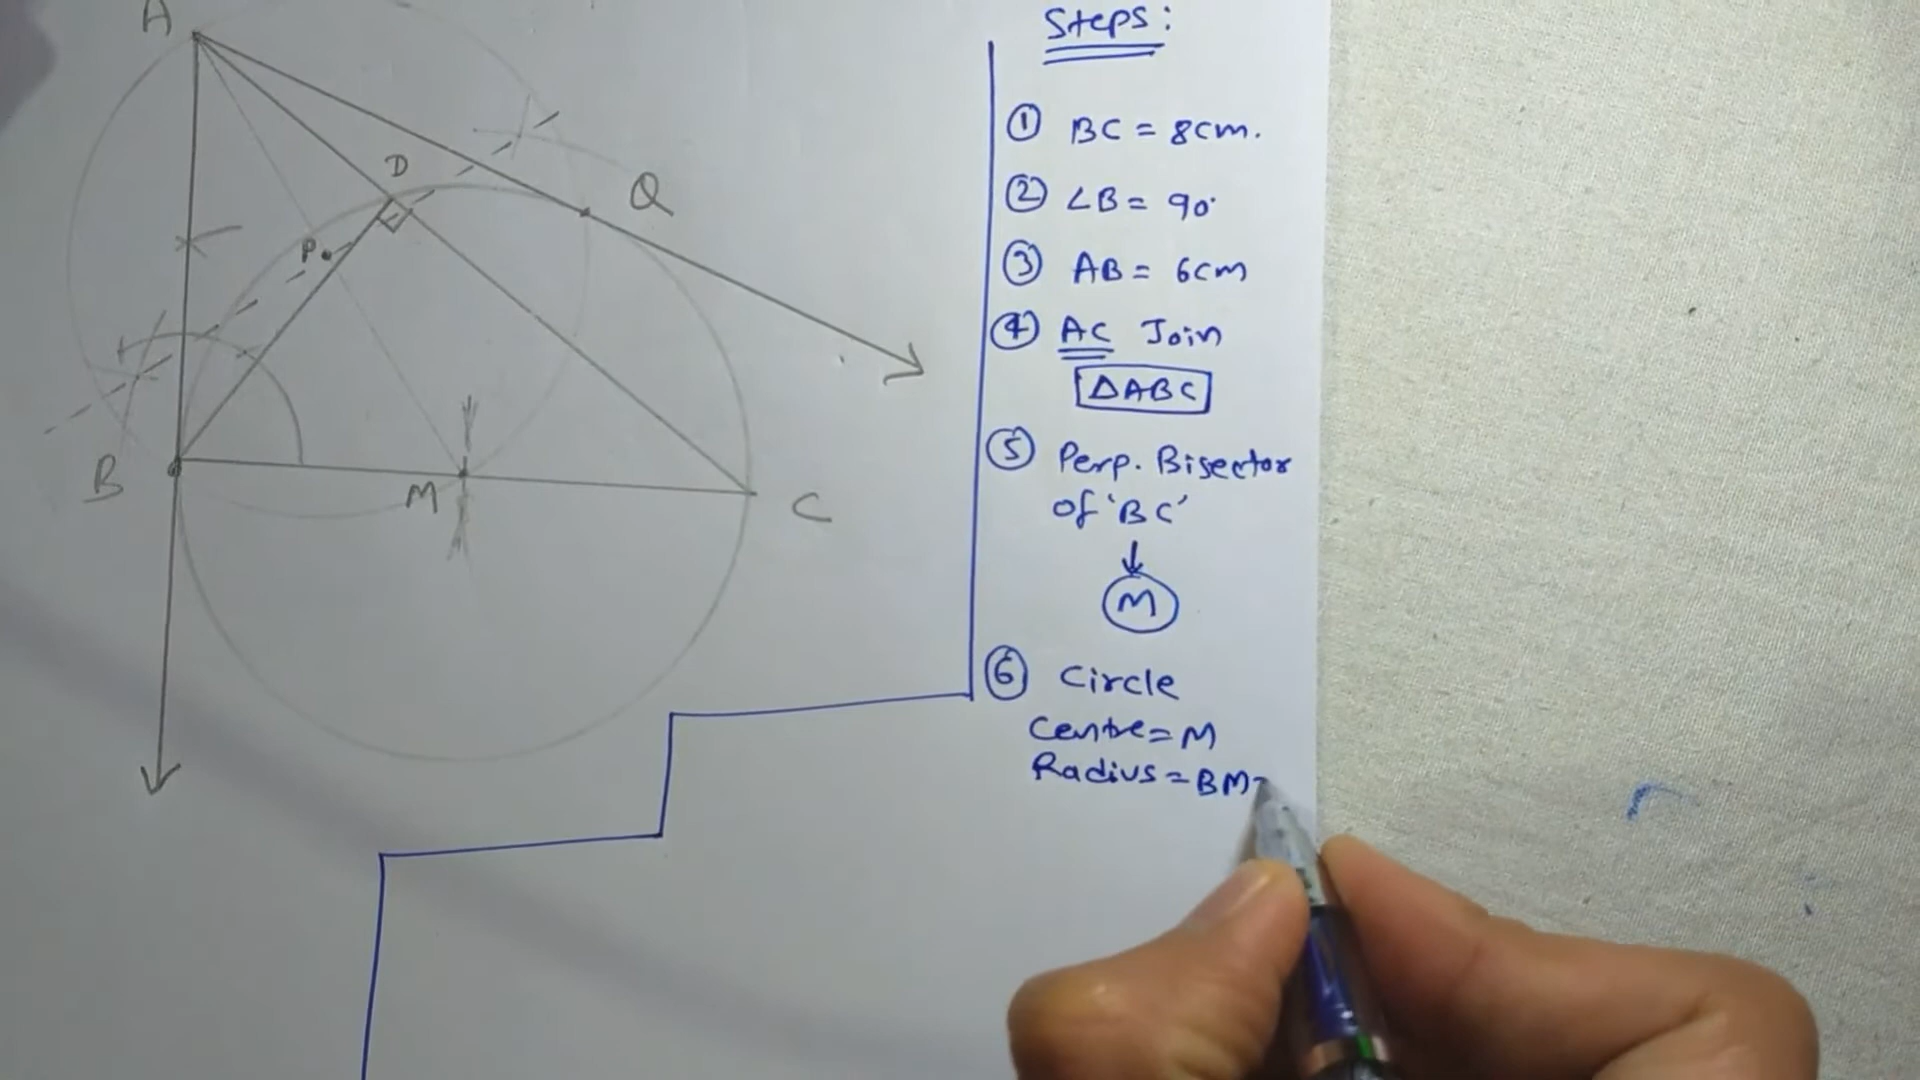 A
D
Q
P.
B
M
C
Steps:
① BC = 8cm.
② ∠B = 90°
③ AB = 6cm
④ AC Join
△ABC
⑤ Perp. Bisector
of 'BC'
↓
M
⑥ Circle
Centre = M
Radius = BM=